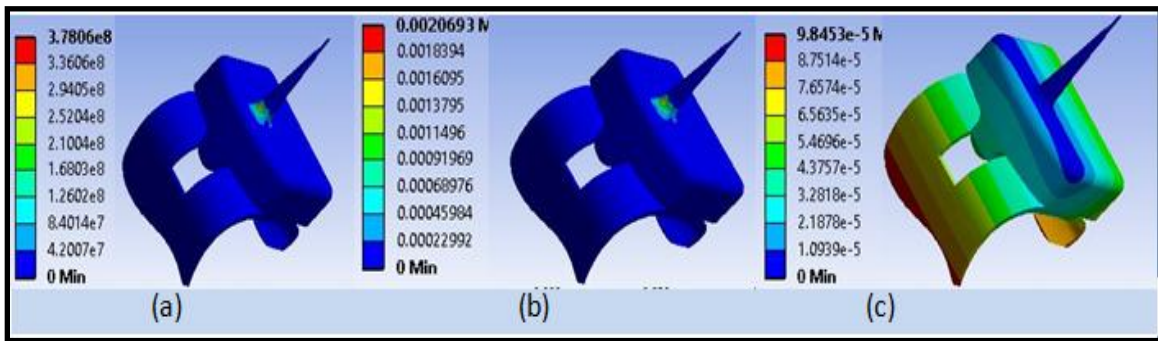 3.7806e8
3.3606e8
2.9405e8
2.5204e8
2.1004e8
1.6803e8
1.2602e8
8.4014e7
4.2007e7
0 Min
0.0020693 M
0.0018394
0.0016095
0.0013795
0.0011496
0.00091969
0.00068976
0.00045984
0.00022992
0 Min
9.8453e-5 M
8.7514e-5
7.6574e-5
6.5635e-5
5.4696e-5
4.3757e-5
3.2818e-5
2.1878e-5
1.0939e-5
0 Min
(a)
(b)
(c)